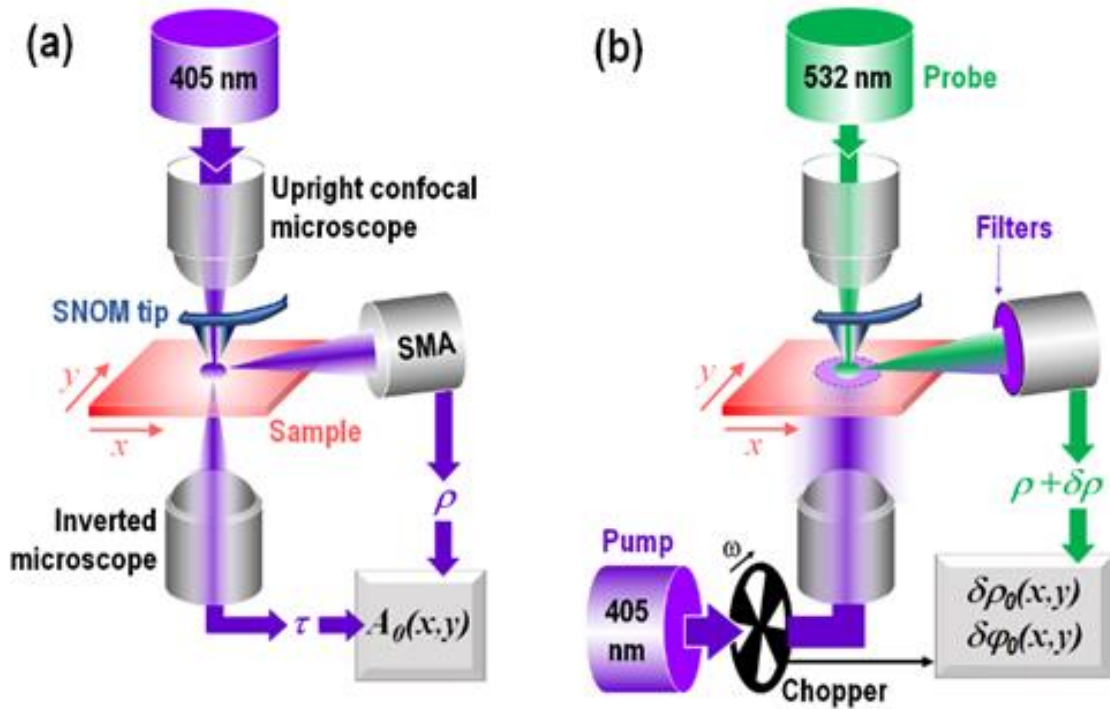 (a)
405 nm
Upright confocal
microscope
SNOM tip
SMA
y
x
Sample
ρ
Inverted
microscope
τ
A₀(x,y)
(b)
532 nm
Probe
Filters
y
x
ρ+δρ
Pump
ω
405
nm
Chopper
δρ₀(x,y)
δφ₀(x,y)